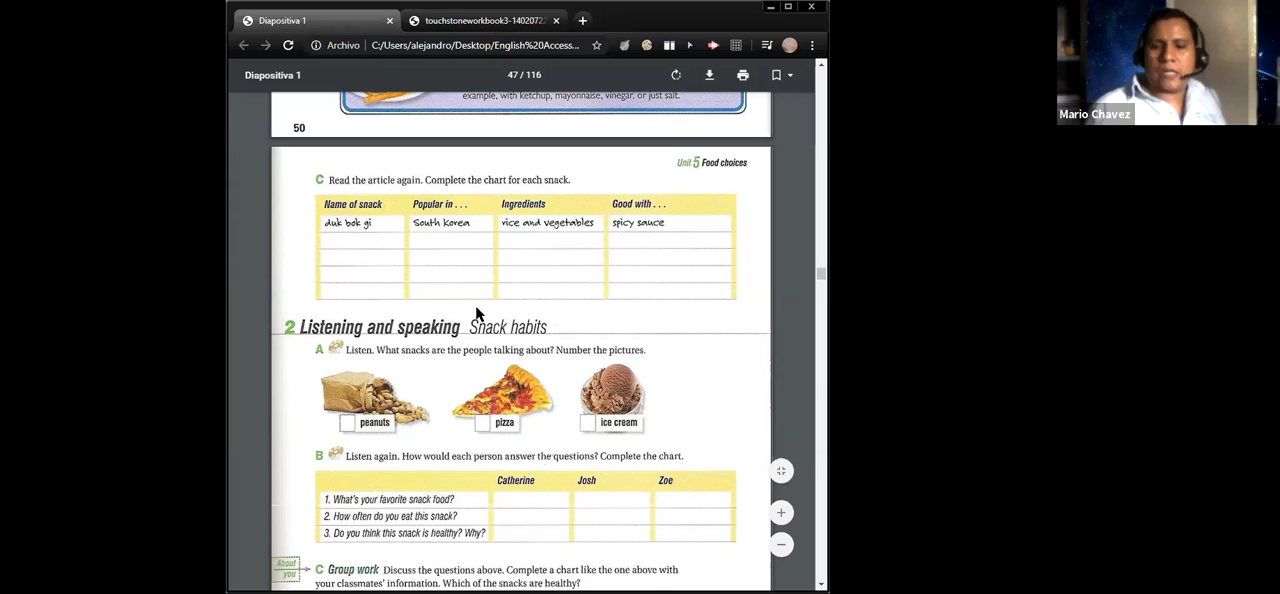 Diapositiva 1
touchstoneworkbook3-14020722
Archivo
C:/Users/alejandro/Desktop/English%20Access...
Diapositiva 1
47 / 116
example, with ketchup, mayonnaise, vinegar, or just salt.
50
Unit 5 Food choices
C Read the article again. Complete the chart for each snack.
Name of snack Popular in . . . Ingredients Good with . . .
duk bok gi South Korea rice and vegetables spicy sauce
2 Listening and speaking Snack habits
A Listen. What snacks are the people talking about? Number the pictures.
peanuts pizza ice cream
B Listen again. How would each person answer the questions? Complete the chart.
Catherine Josh Zoe
1. What's your favorite snack food?
2. How often do you eat this snack?
3. Do you think this snack is healthy? Why?
About
you
C Group work Discuss the questions above. Complete a chart like the one above with
your classmates' information. Which of the snacks are healthy?
Mario Chavez